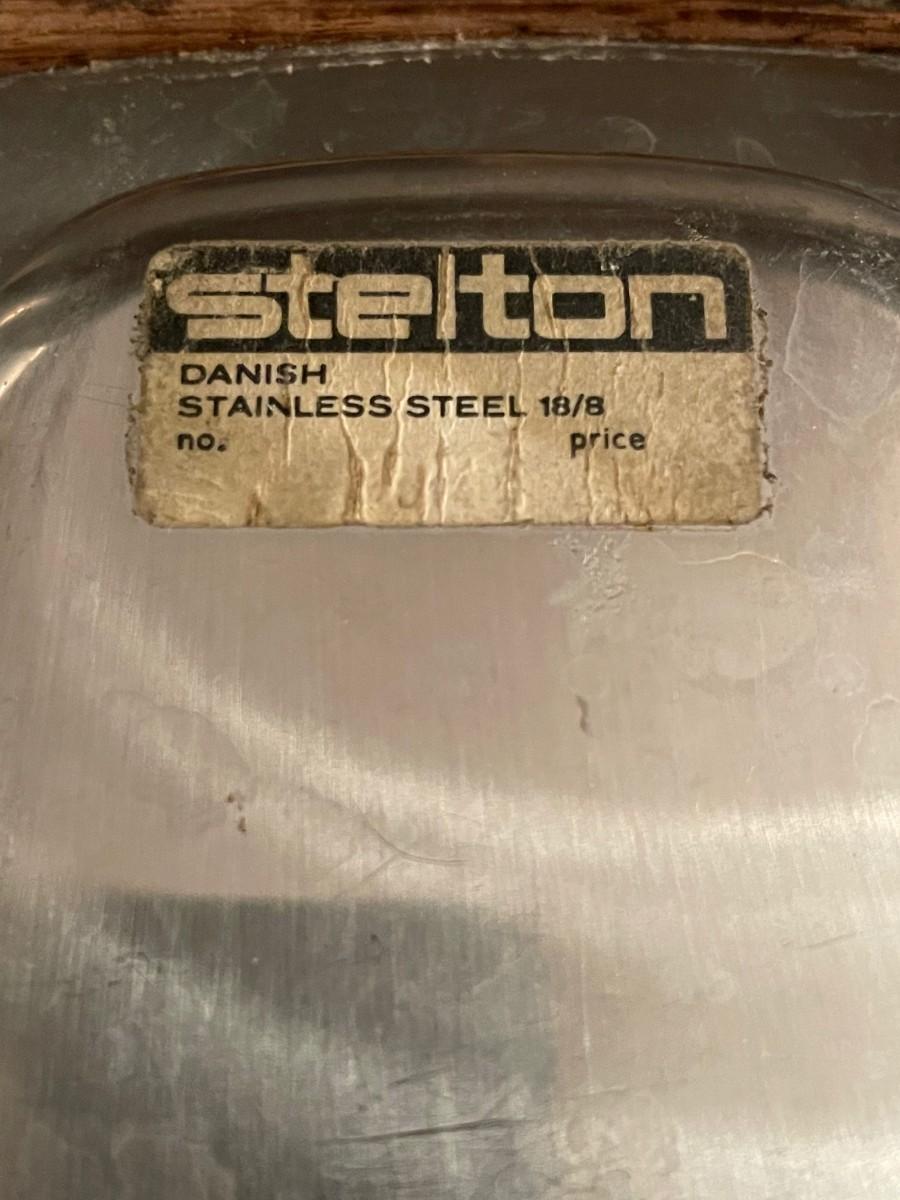 stelton
DANISH
STAINLESS STEEL 18/8
no. price